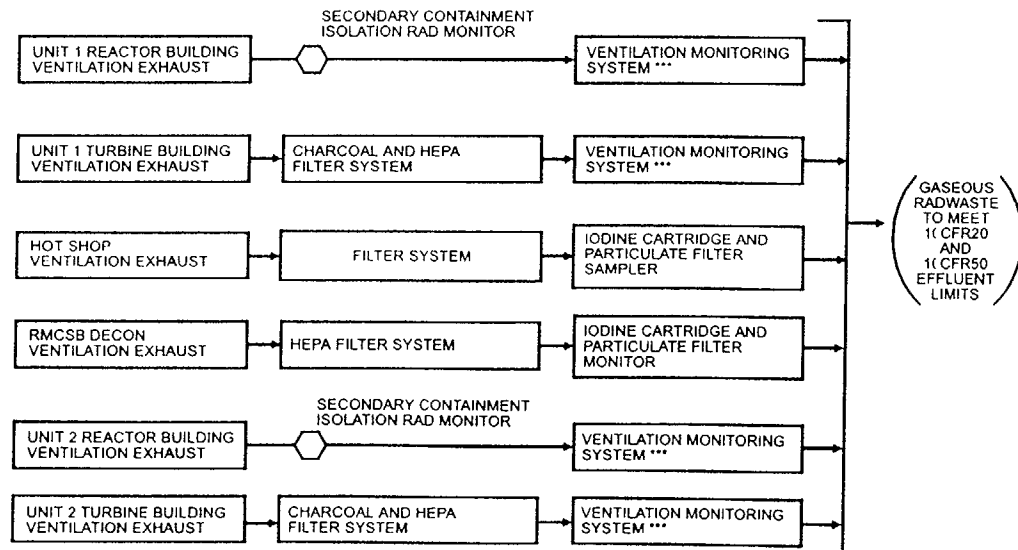 SECONDARY CONTAINMENT
ISOLATION RAD MONITOR
UNIT 1 REACTOR BUILDING
VENTILATION EXHAUST
VENTILATION MONITORING
SYSTEM ***
UNIT 1 TURBINE BUILDING
VENTILATION EXHAUST
CHARCOAL AND HEPA
FILTER SYSTEM
VENTILATION MONITORING
SYSTEM ***
HOT SHOP
VENTILATION EXHAUST
FILTER SYSTEM
IODINE CARTRIDGE AND
PARTICULATE FILTER
SAMPLER
RMCSB DECON
VENTILATION EXHAUST
HEPA FILTER SYSTEM
IODINE CARTRIDGE AND
PARTICULATE FILTER
MONITOR
SECONDARY CONTAINMENT
ISOLATION RAD MONITOR
UNIT 2 REACTOR BUILDING
VENTILATION EXHAUST
VENTILATION MONITORING
SYSTEM ***
UNIT 2 TURBINE BUILDING
VENTILATION EXHAUST
CHARCOAL AND HEPA
FILTER SYSTEM
VENTILATION MONITORING
SYSTEM ***
GASEOUS
RADWASTE
TO MEET
1( CFR20
AND
1( CFR50
EFFLUENT
LIMITS